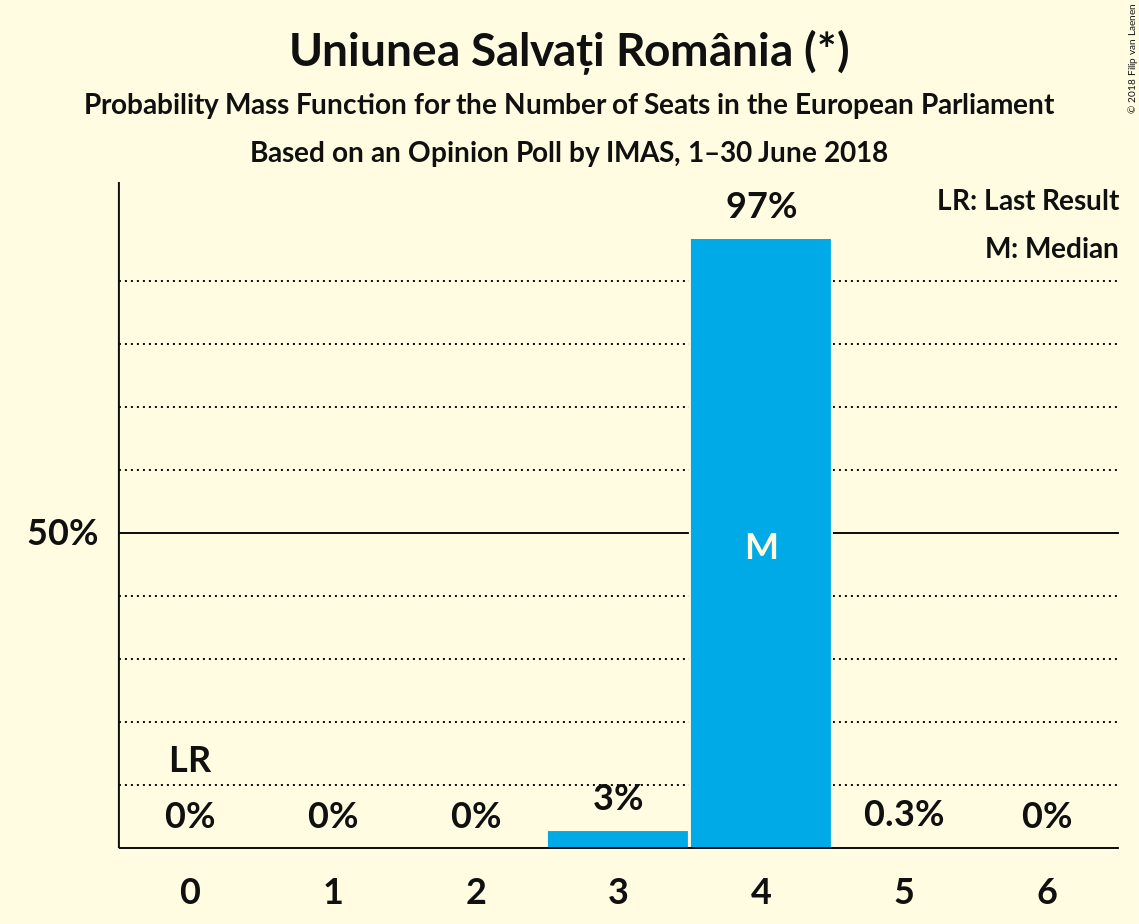 Uniunea Salvați România (*)
Probability Mass Function for the Number of Seats in the European Parliament
Based on an Opinion Poll by IMAS, 1–30 June 2018
© 2018 Filip van Laenen
LR: Last Result
M: Median
97%
50%
M
LR
0%
0%
0%
3%
0.3%
0%
0
1
2
3
4
5
6